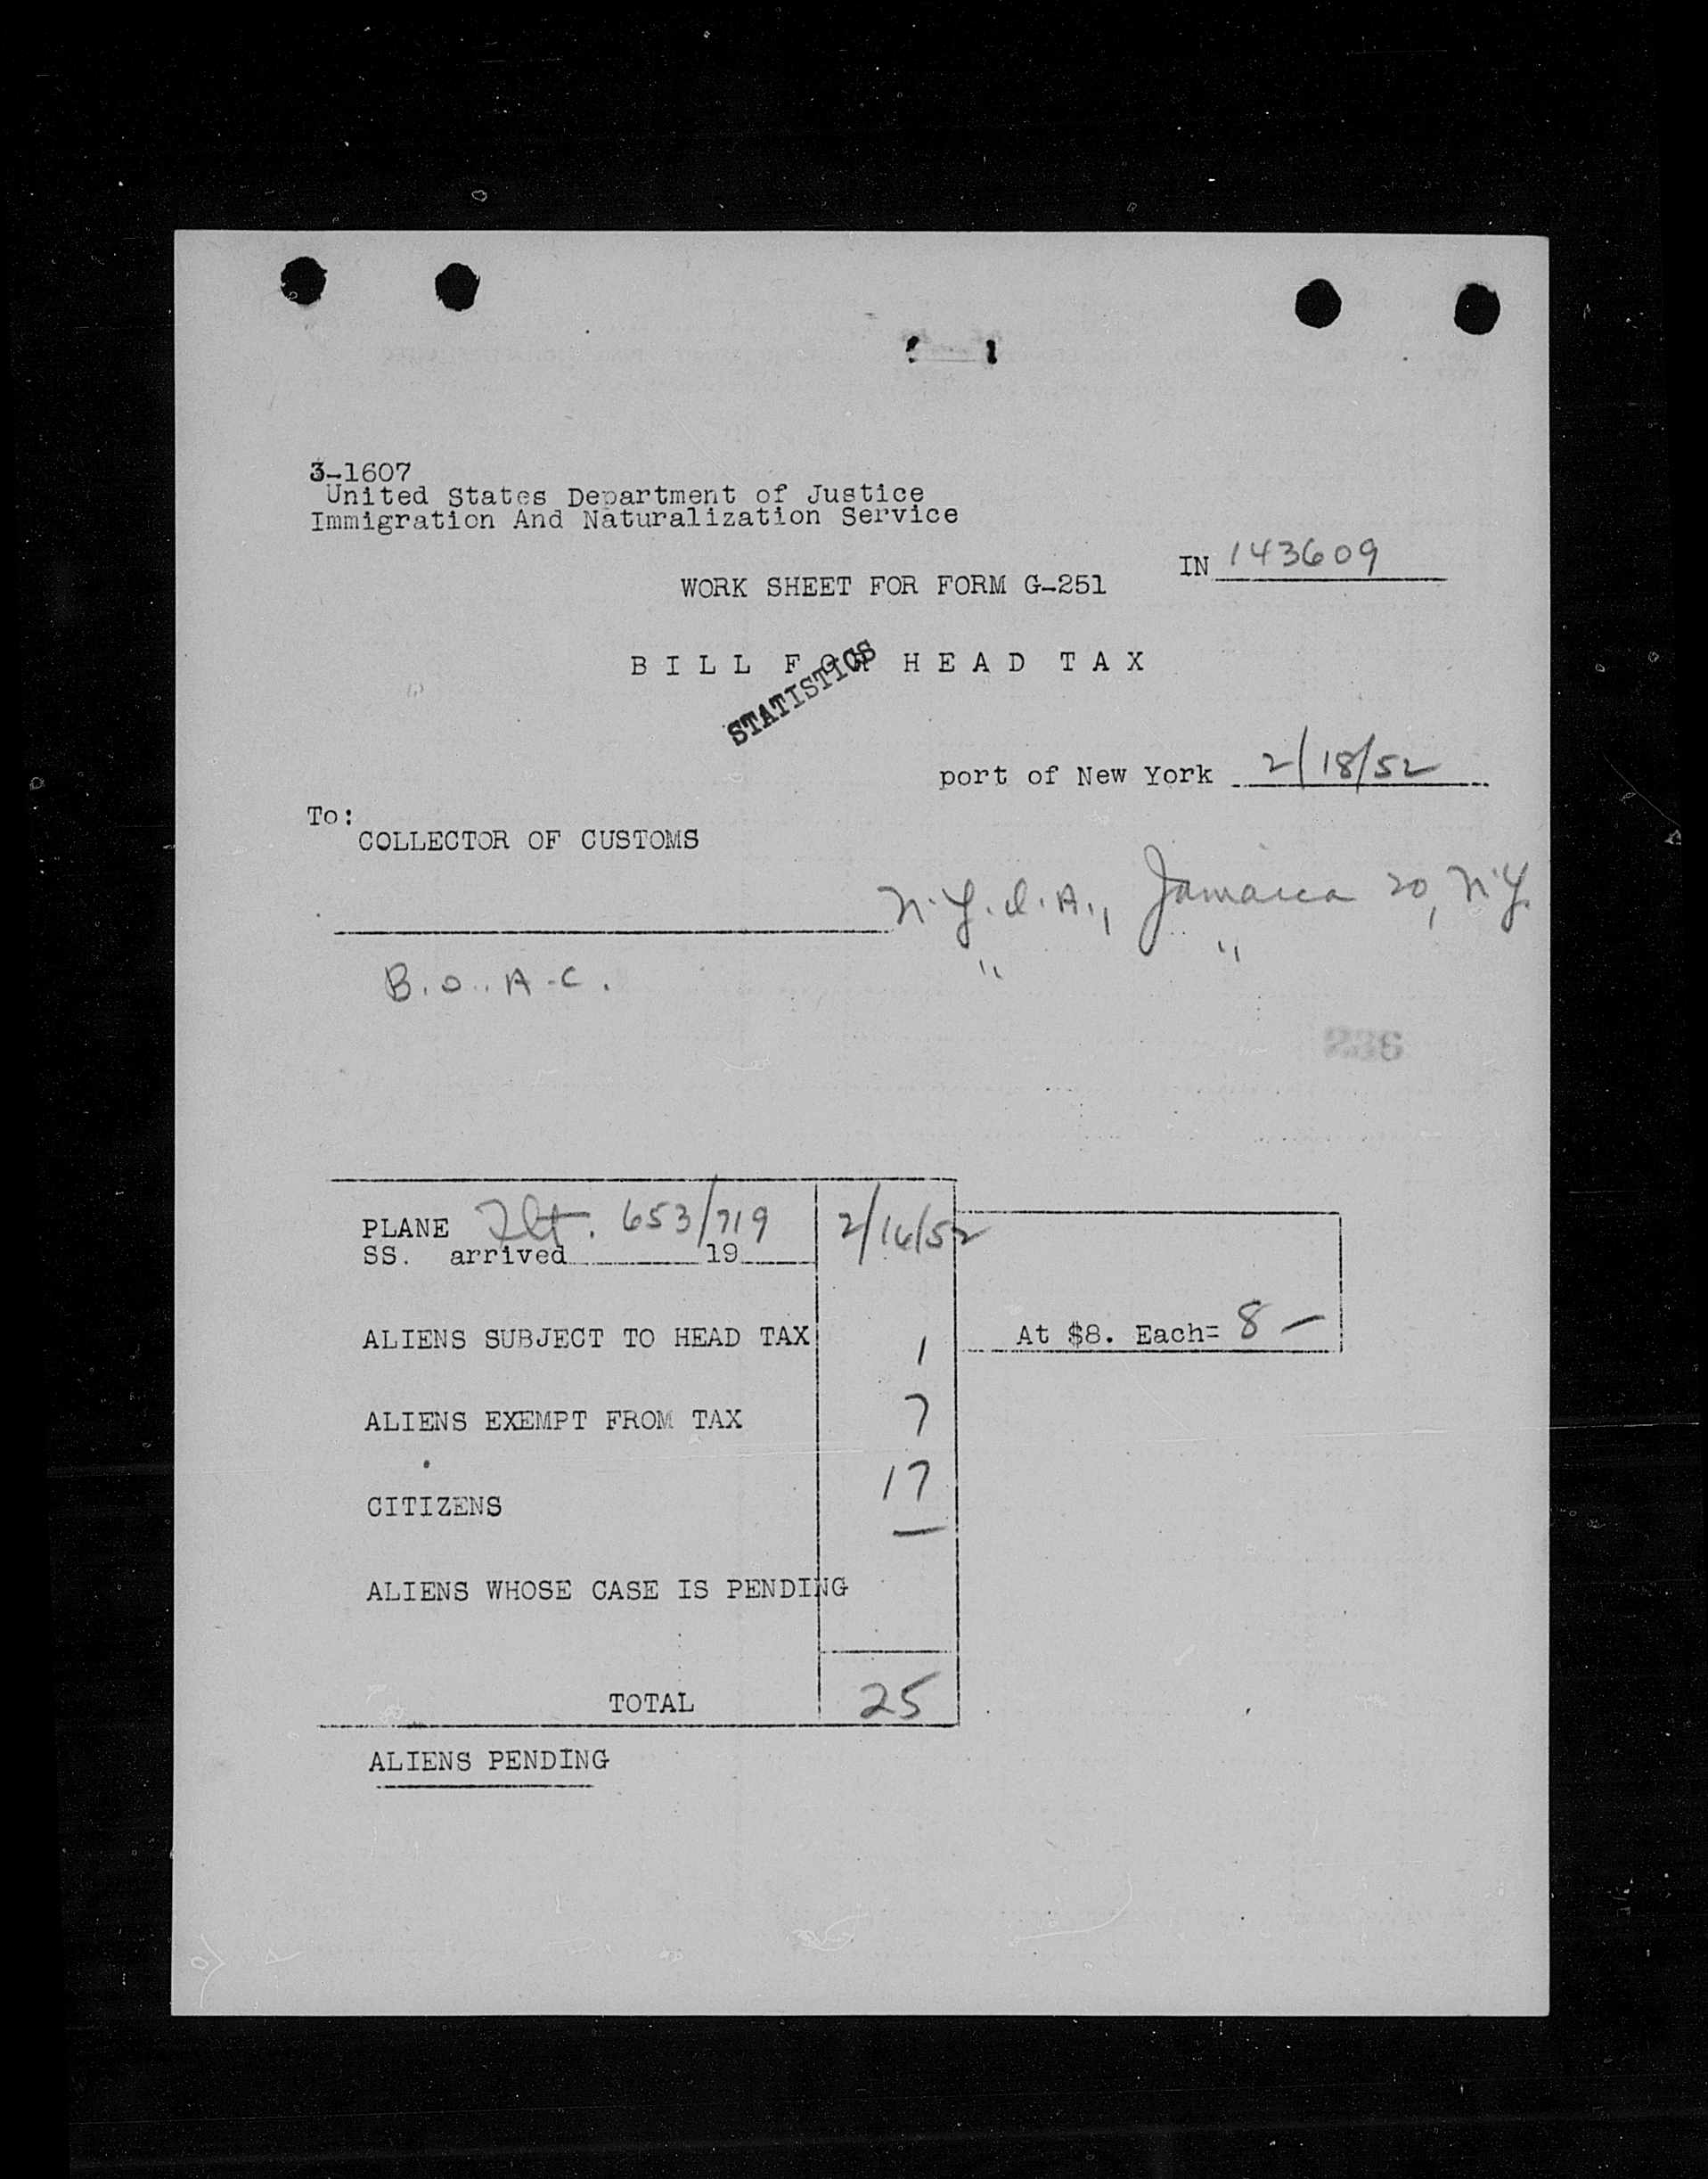 3-1607
United States Department of Justice
Immigration And Naturalization Service
IN 143609
WORK SHEET FOR FORM G-251
BILL FOR HEAD TAX
STATISTICS
port of New York 2/18/52
To:
COLLECTOR OF CUSTOMS
N.Y.I.A., Jamaica 20, N.Y.
B.O.A.C. " "
236
PLANE Flt. 653/719 2/16/52
SS. arrived 19
ALIENS SUBJECT TO HEAD TAX 1 At $8. Each= 8 —
ALIENS EXEMPT FROM TAX 7
CITIZENS 17
ALIENS WHOSE CASE IS PENDING
TOTAL 25
ALIENS PENDING